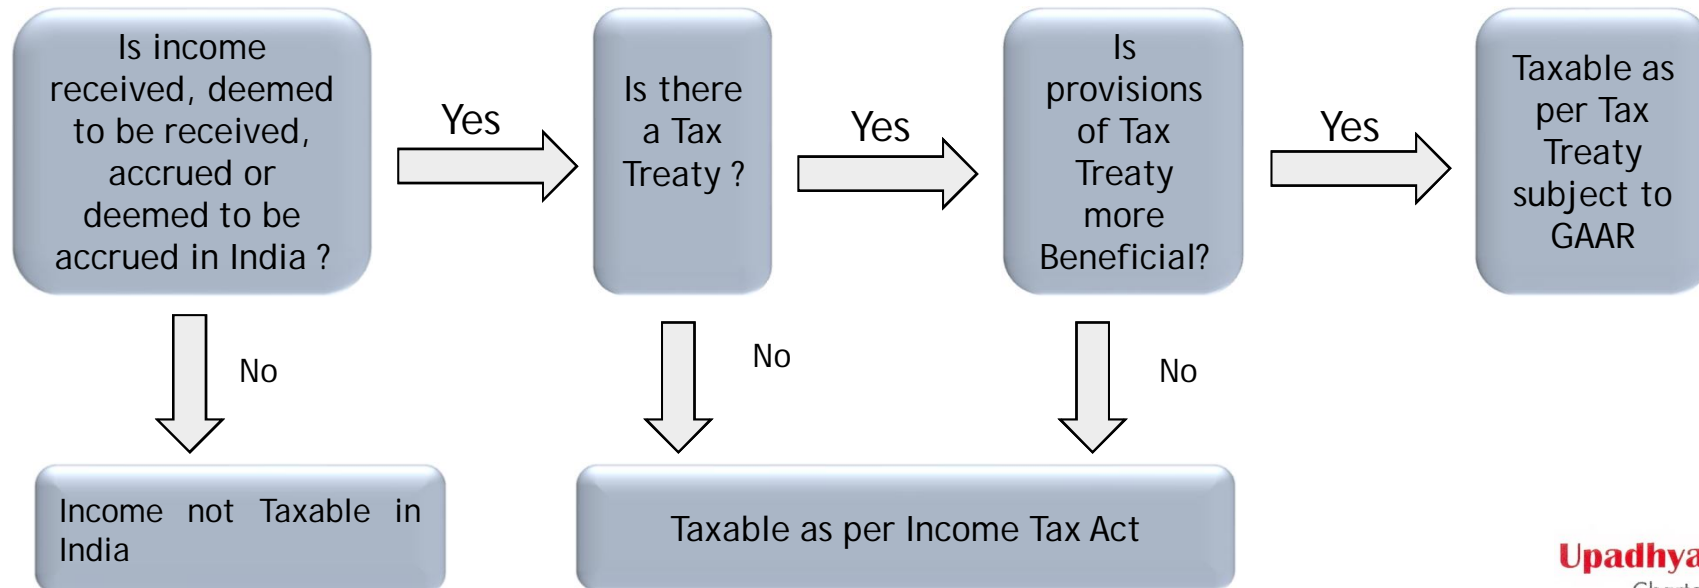 Is income
received, deemed
to be received,
accrued or
deemed to be
accrued in India ?
Yes
Is there
a Tax
Treaty ?
Yes
Is
provisions
of Tax
Treaty
more
Beneficial?
Yes
Taxable as
per Tax
Treaty
subject to
GAAR
No
No
No
Income not Taxable in
India
Taxable as per Income Tax Act